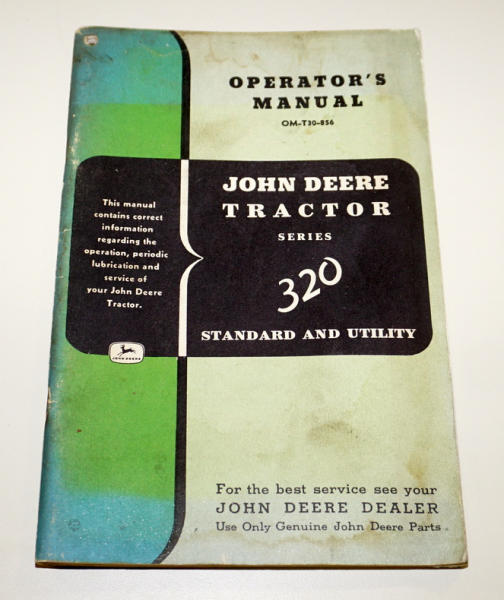 OPERATOR'S
MANUAL
OM-T30-856
This manual
contains correct
information
regarding the
operation, periodic
lubrication and
service of
your John Deere
Tractor.
JOHN DEERE
JOHN DEERE
TRACTOR
SERIES
320
STANDARD AND UTILITY
For the best service see your
JOHN DEERE DEALER
Use Only Genuine John Deere Parts